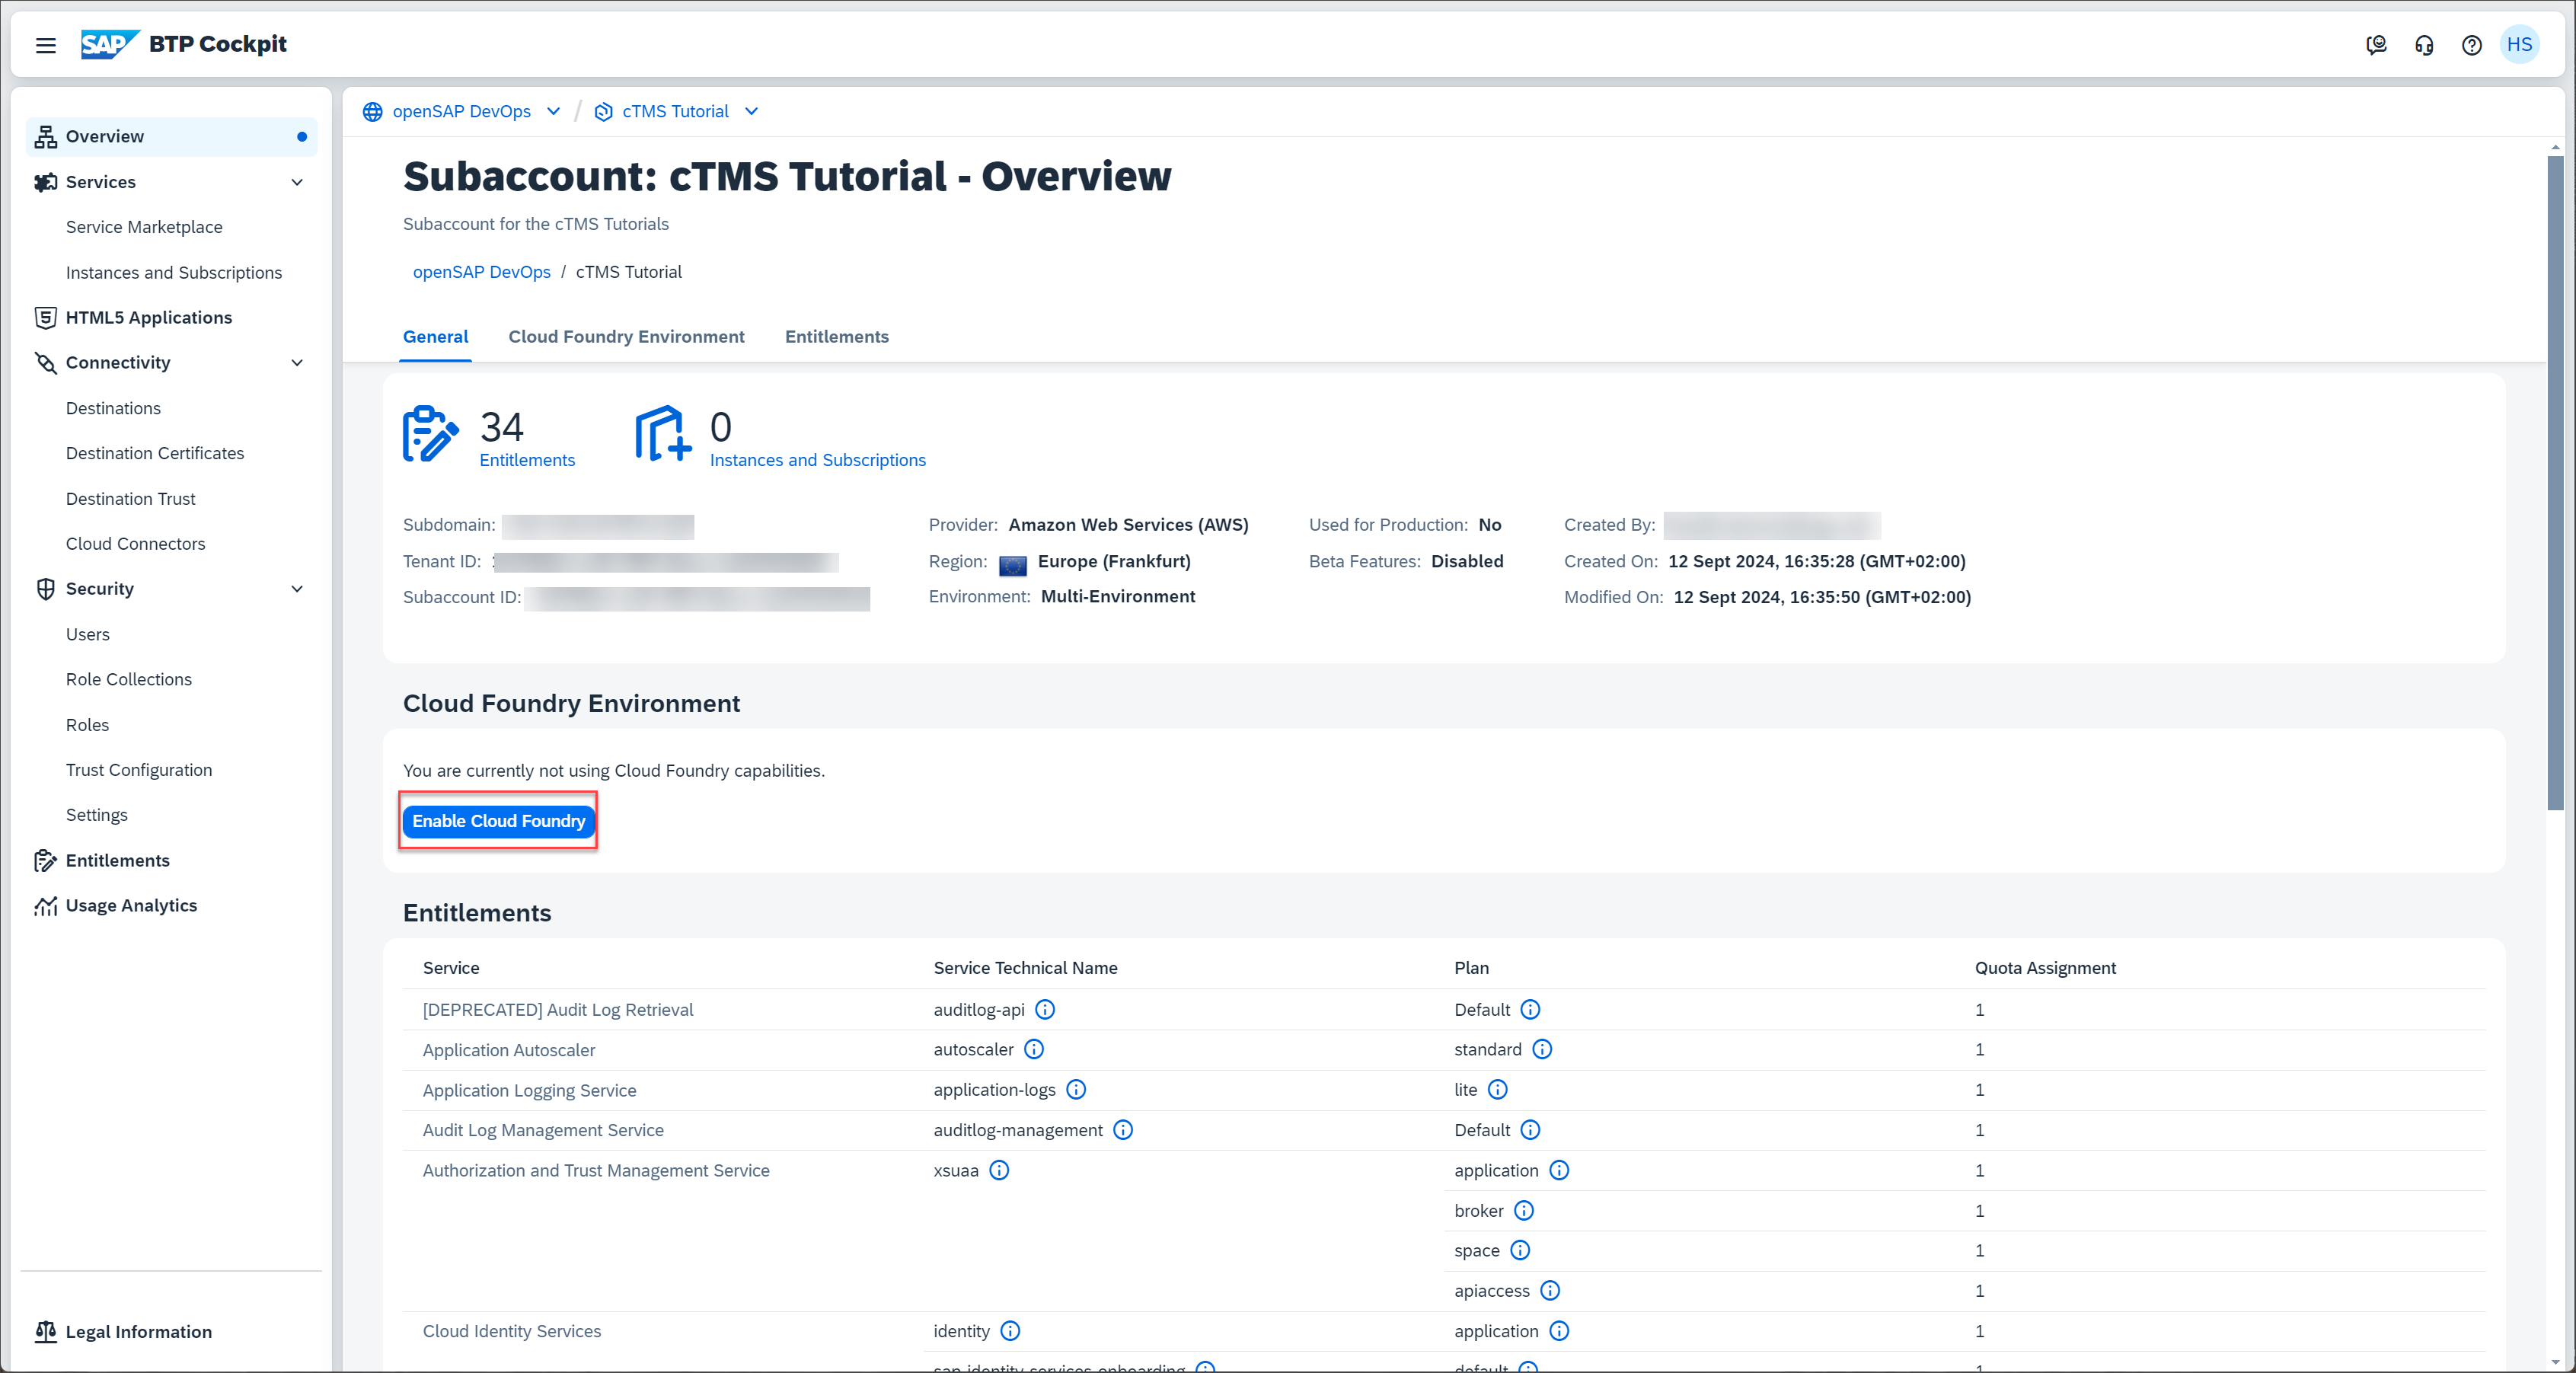 SAP BTP Cockpit
HS
Overview
Services
Service Marketplace
Instances and Subscriptions
HTML5 Applications
Connectivity
Destinations
Destination Certificates
Destination Trust
Cloud Connectors
Security
Users
Role Collections
Roles
Trust Configuration
Settings
Entitlements
Usage Analytics
Legal Information
openSAP DevOps / cTMS Tutorial
Subaccount: cTMS Tutorial - Overview
Subaccount for the cTMS Tutorials
openSAP DevOps / cTMS Tutorial
General Cloud Foundry Environment Entitlements
34 0
Entitlements Instances and Subscriptions
Subdomain: Provider: Amazon Web Services (AWS) Used for Production: No Created By:
Tenant ID: Region: Europe (Frankfurt) Beta Features: Disabled Created On: 12 Sept 2024, 16:35:28 (GMT+02:00)
Subaccount ID: Environment: Multi-Environment Modified On: 12 Sept 2024, 16:35:50 (GMT+02:00)
Cloud Foundry Environment
You are currently not using Cloud Foundry capabilities.
Enable Cloud Foundry
Entitlements
Service Service Technical Name Plan Quota Assignment
[DEPRECATED] Audit Log Retrieval auditlog-api Default 1
Application Autoscaler autoscaler standard 1
Application Logging Service application-logs lite 1
Audit Log Management Service auditlog-management Default 1
Authorization and Trust Management Service xsuaa application 1
broker 1
space 1
apiaccess 1
Cloud Identity Services identity application 1
sap-identity-services-onboarding default 1